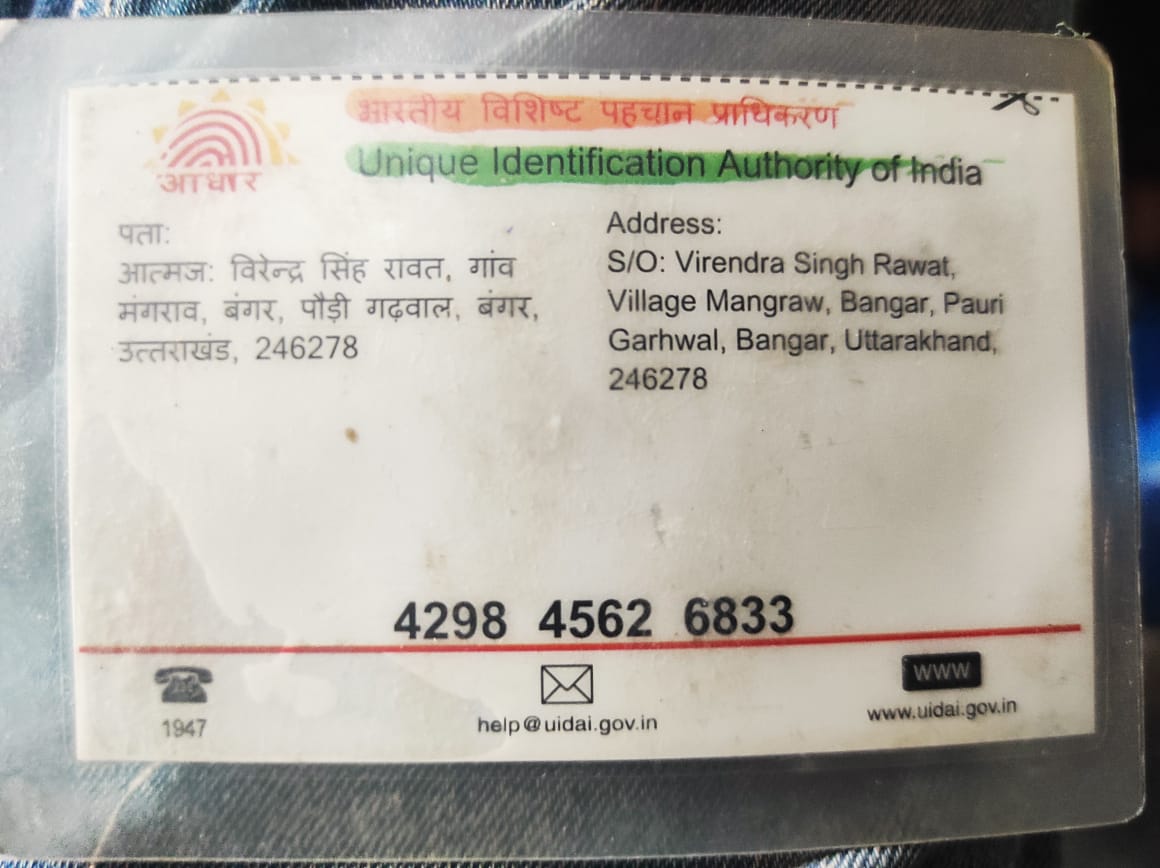 भारतीय विशिष्ट पहचान प्राधिकरण
Unique Identification Authority of India
आधार
पता:
आत्मज: विरेन्द्र सिंह रावत, गांव
मंगराव, बंगर, पौड़ी गढ़वाल, बंगर,
उत्तराखंड, 246278
Address:
S/O: Virendra Singh Rawat,
Village Mangraw, Bangar, Pauri
Garhwal, Bangar, Uttarakhand,
246278
4298 4562 6833
1947
help@uidai.gov.in
WWW
www.uidai.gov.in